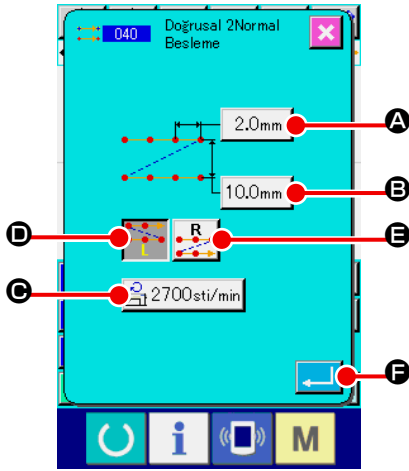 040 Doğrusal 2Normal
Besleme
2.0mm
A
10.0mm
B
D
L
R
E
C
2700sti/min
F
i
M